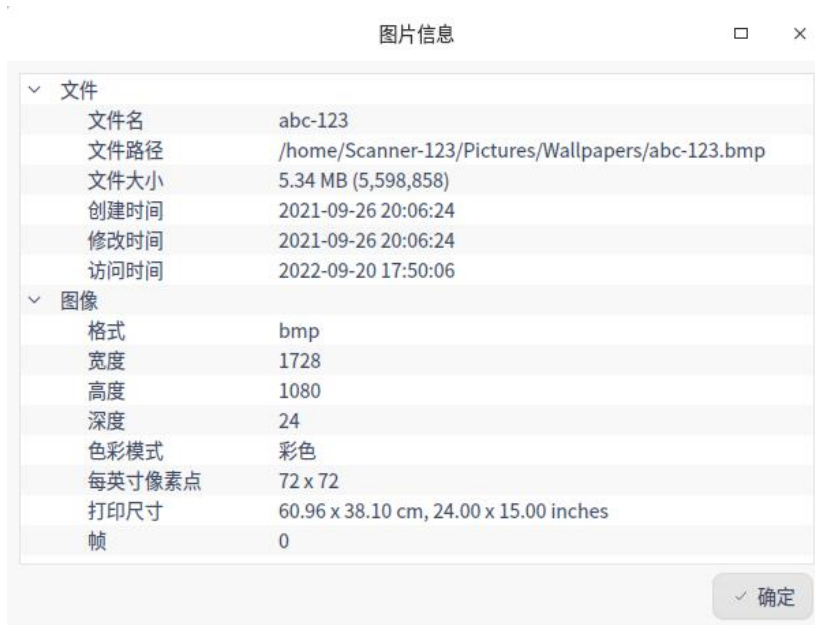 图片信息
文件
文件名 abc-123
文件路径 /home/Scanner-123/Pictures/Wallpapers/abc-123.bmp
文件大小 5.34 MB (5,598,858)
创建时间 2021-09-26 20:06:24
修改时间 2021-09-26 20:06:24
访问时间 2022-09-20 17:50:06
图像
格式 bmp
宽度 1728
高度 1080
深度 24
色彩模式 彩色
每英寸像素点 72 x 72
打印尺寸 60.96 x 38.10 cm, 24.00 x 15.00 inches
帧 0
确定